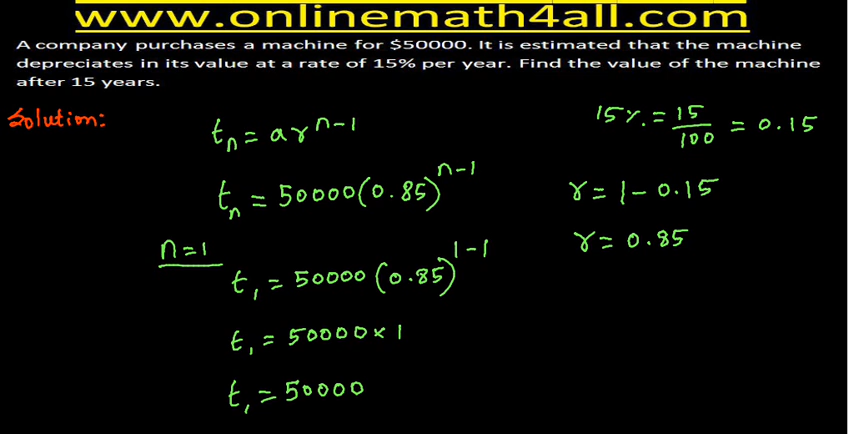 www.onlinemath4all.com
A company purchases a machine for $50000. It is estimated that the machine
depreciates in its value at a rate of 15% per year. Find the value of the machine
after 15 years.
Solution:
tₙ = arⁿ⁻¹
15% = 15/100 = 0.15
tₙ = 50000(0.85)ⁿ⁻¹
r = 1 - 0.15
n = 1
r = 0.85
t₁ = 50000(0.85)¹⁻¹
t₁ = 50000 × 1
t₁ = 50000